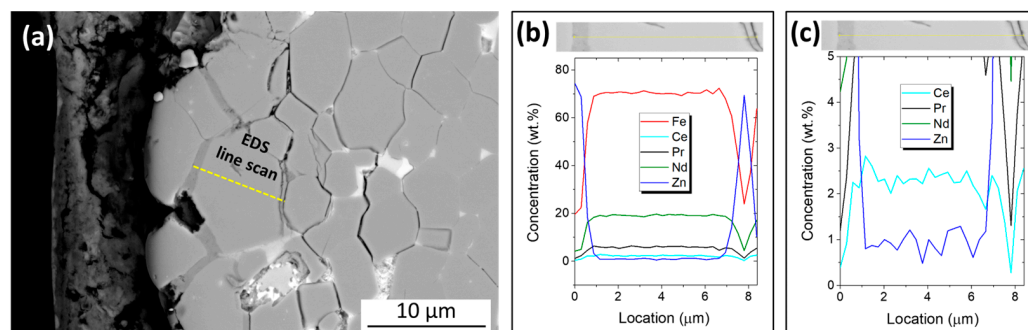 (a)
EDS
line scan
10 μm
(b)
Concentration (wt.%)
80
60
40
20
0
Fe
Ce
Pr
Nd
Zn
0 2 4 6 8
Location (μm)
(c)
Concentration (wt.%)
5
4
3
2
1
0
Ce
Pr
Nd
Zn
0 2 4 6 8
Location (μm)